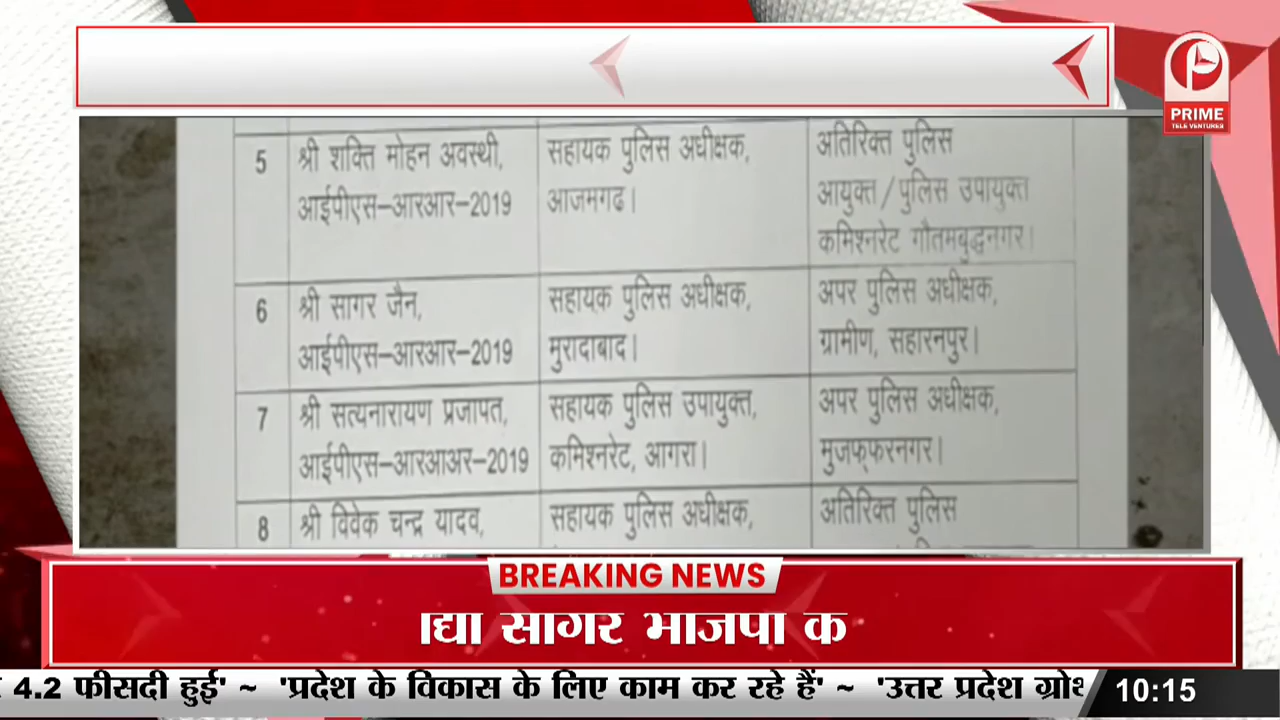 PRIME
TELE VENTURES
5 श्री शक्ति मोहन अवस्थी, सहायक पुलिस अधीक्षक, अतिरिक्त पुलिस
आईपीएस-आरआर-2019 आजमगढ। आयुक्त/पुलिस उपायुक्त
कमिश्नरेट गौतमबुद्धनगर।
6 श्री सागर जैन, सहायक पुलिस अधीक्षक, अपर पुलिस अधीक्षक,
आईपीएस-आरआर-2019 मुरादाबाद। ग्रामीण, सहारनपुर।
7 श्री सत्यनारायण प्रजापत, सहायक पुलिस उपायुक्त, अपर पुलिस अधीक्षक,
आईपीएस-आरआअर-2019 कमिश्नरेट, आगरा। मुजफ्फरनगर।
8 श्री विवेक चन्द्र यादव, सहायक पुलिस अधीक्षक, अतिरिक्त पुलिस
BREAKING NEWS
द्या सागर भाजपा क
4.2 फीसदी हुई' ~ 'प्रदेश के विकास के लिए काम कर रहे हैं' ~ 'उत्तर प्रदेश ग्रोथ
10:15